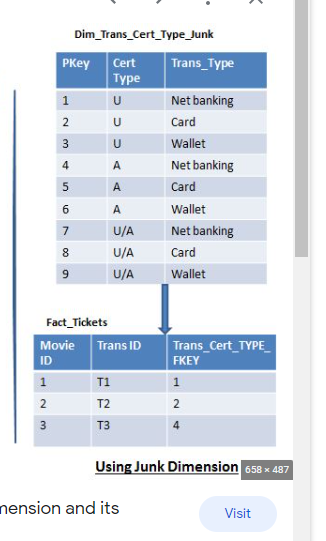 Dim_Trans_Cert_Type_Junk
PKey Cert Type Trans_Type
1 U Net banking
2 U Card
3 U Wallet
4 A Net banking
5 A Card
6 A Wallet
7 U/A Net banking
8 U/A Card
9 U/A Wallet
Fact_Tickets
Movie ID Trans ID Trans_Cert_TYPE_FKEY
1 T1 1
2 T2 2
3 T3 4
Using Junk Dimension
658 × 487
mension and its
Visit